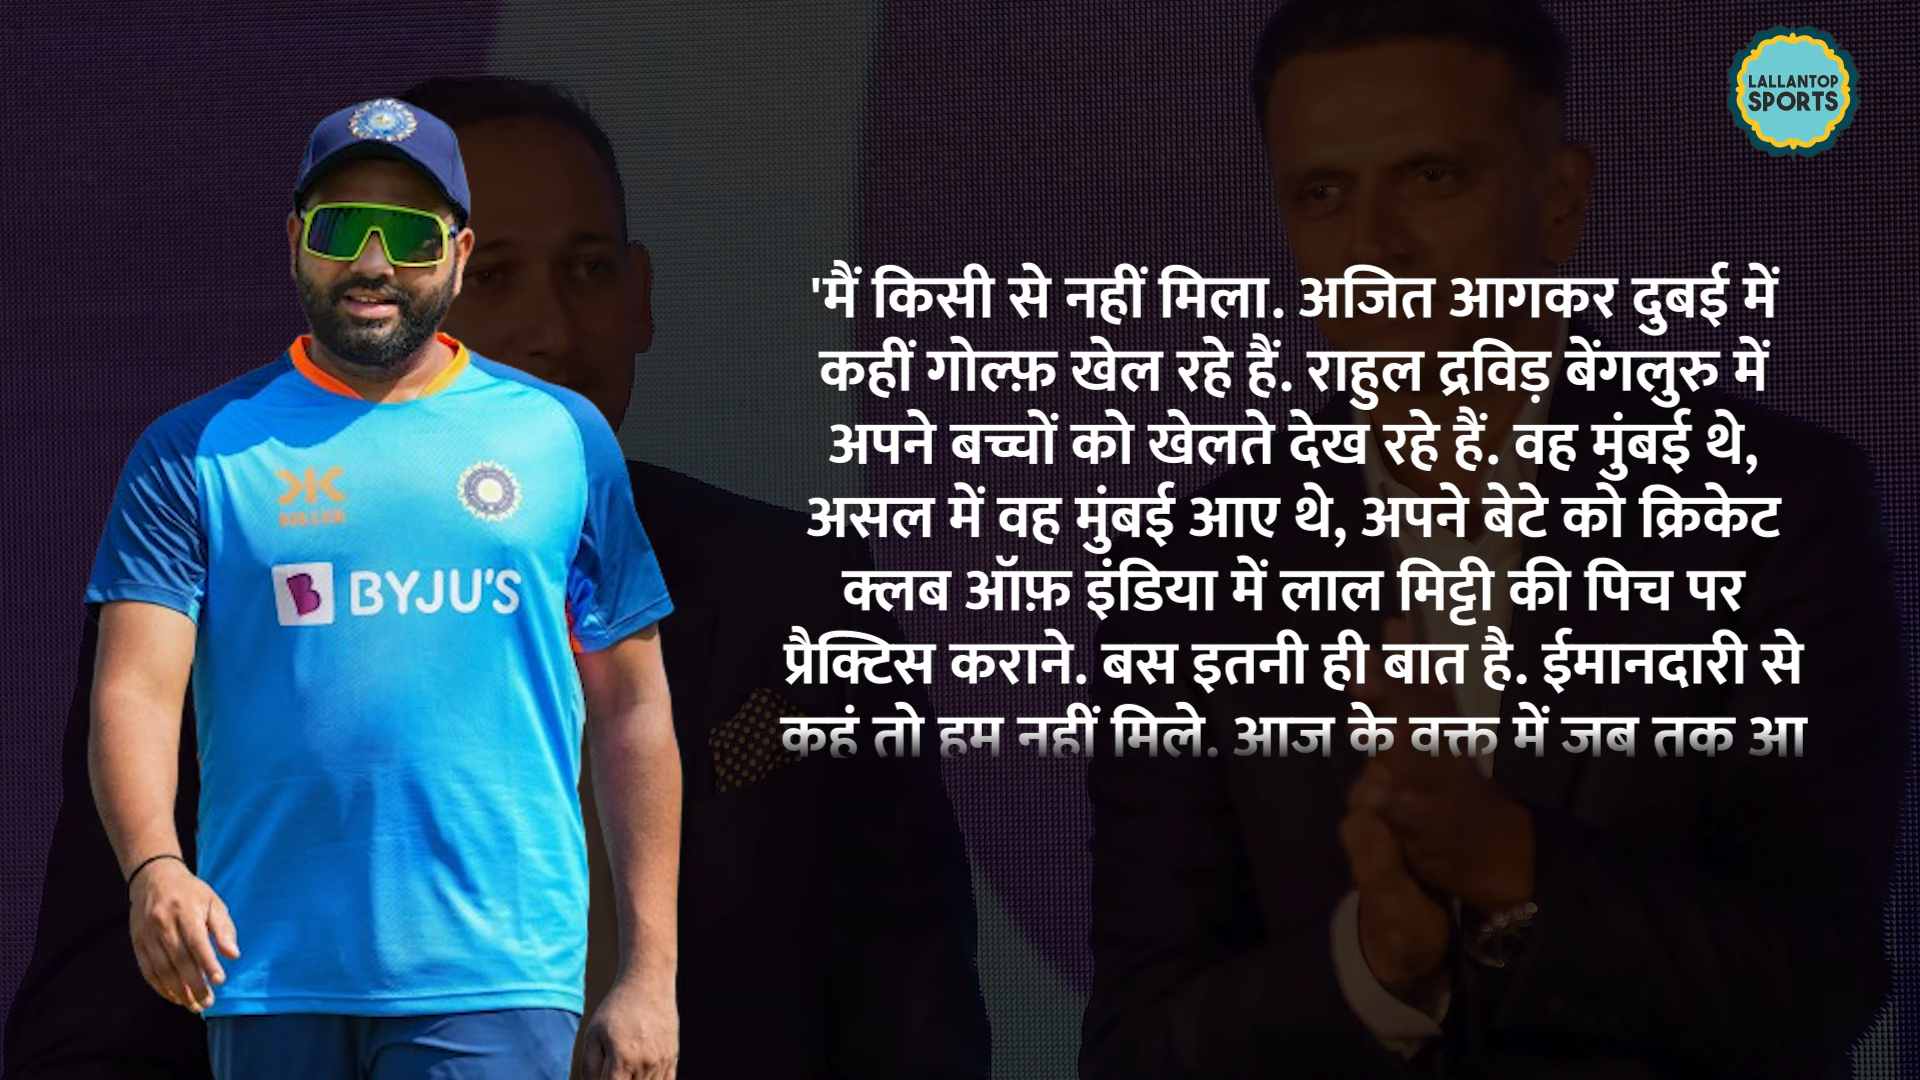 LALLANTOP
SPORTS
'मैं किसी से नहीं मिला. अजित आगकर दुबई में
कहीं गोल्फ़ खेल रहे हैं. राहुल द्रविड़ बेंगलुरु में
अपने बच्चों को खेलते देख रहे हैं. वह मुंबई थे,
असल में वह मुंबई आए थे, अपने बेटे को क्रिकेट
क्लब ऑफ़ इंडिया में लाल मिट्टी की पिच पर
प्रैक्टिस कराने. बस इतनी ही बात है. ईमानदारी से
कहूं तो हम नहीं मिले. आज के वक्त में जब तक आ
KILLER
BYJU'S